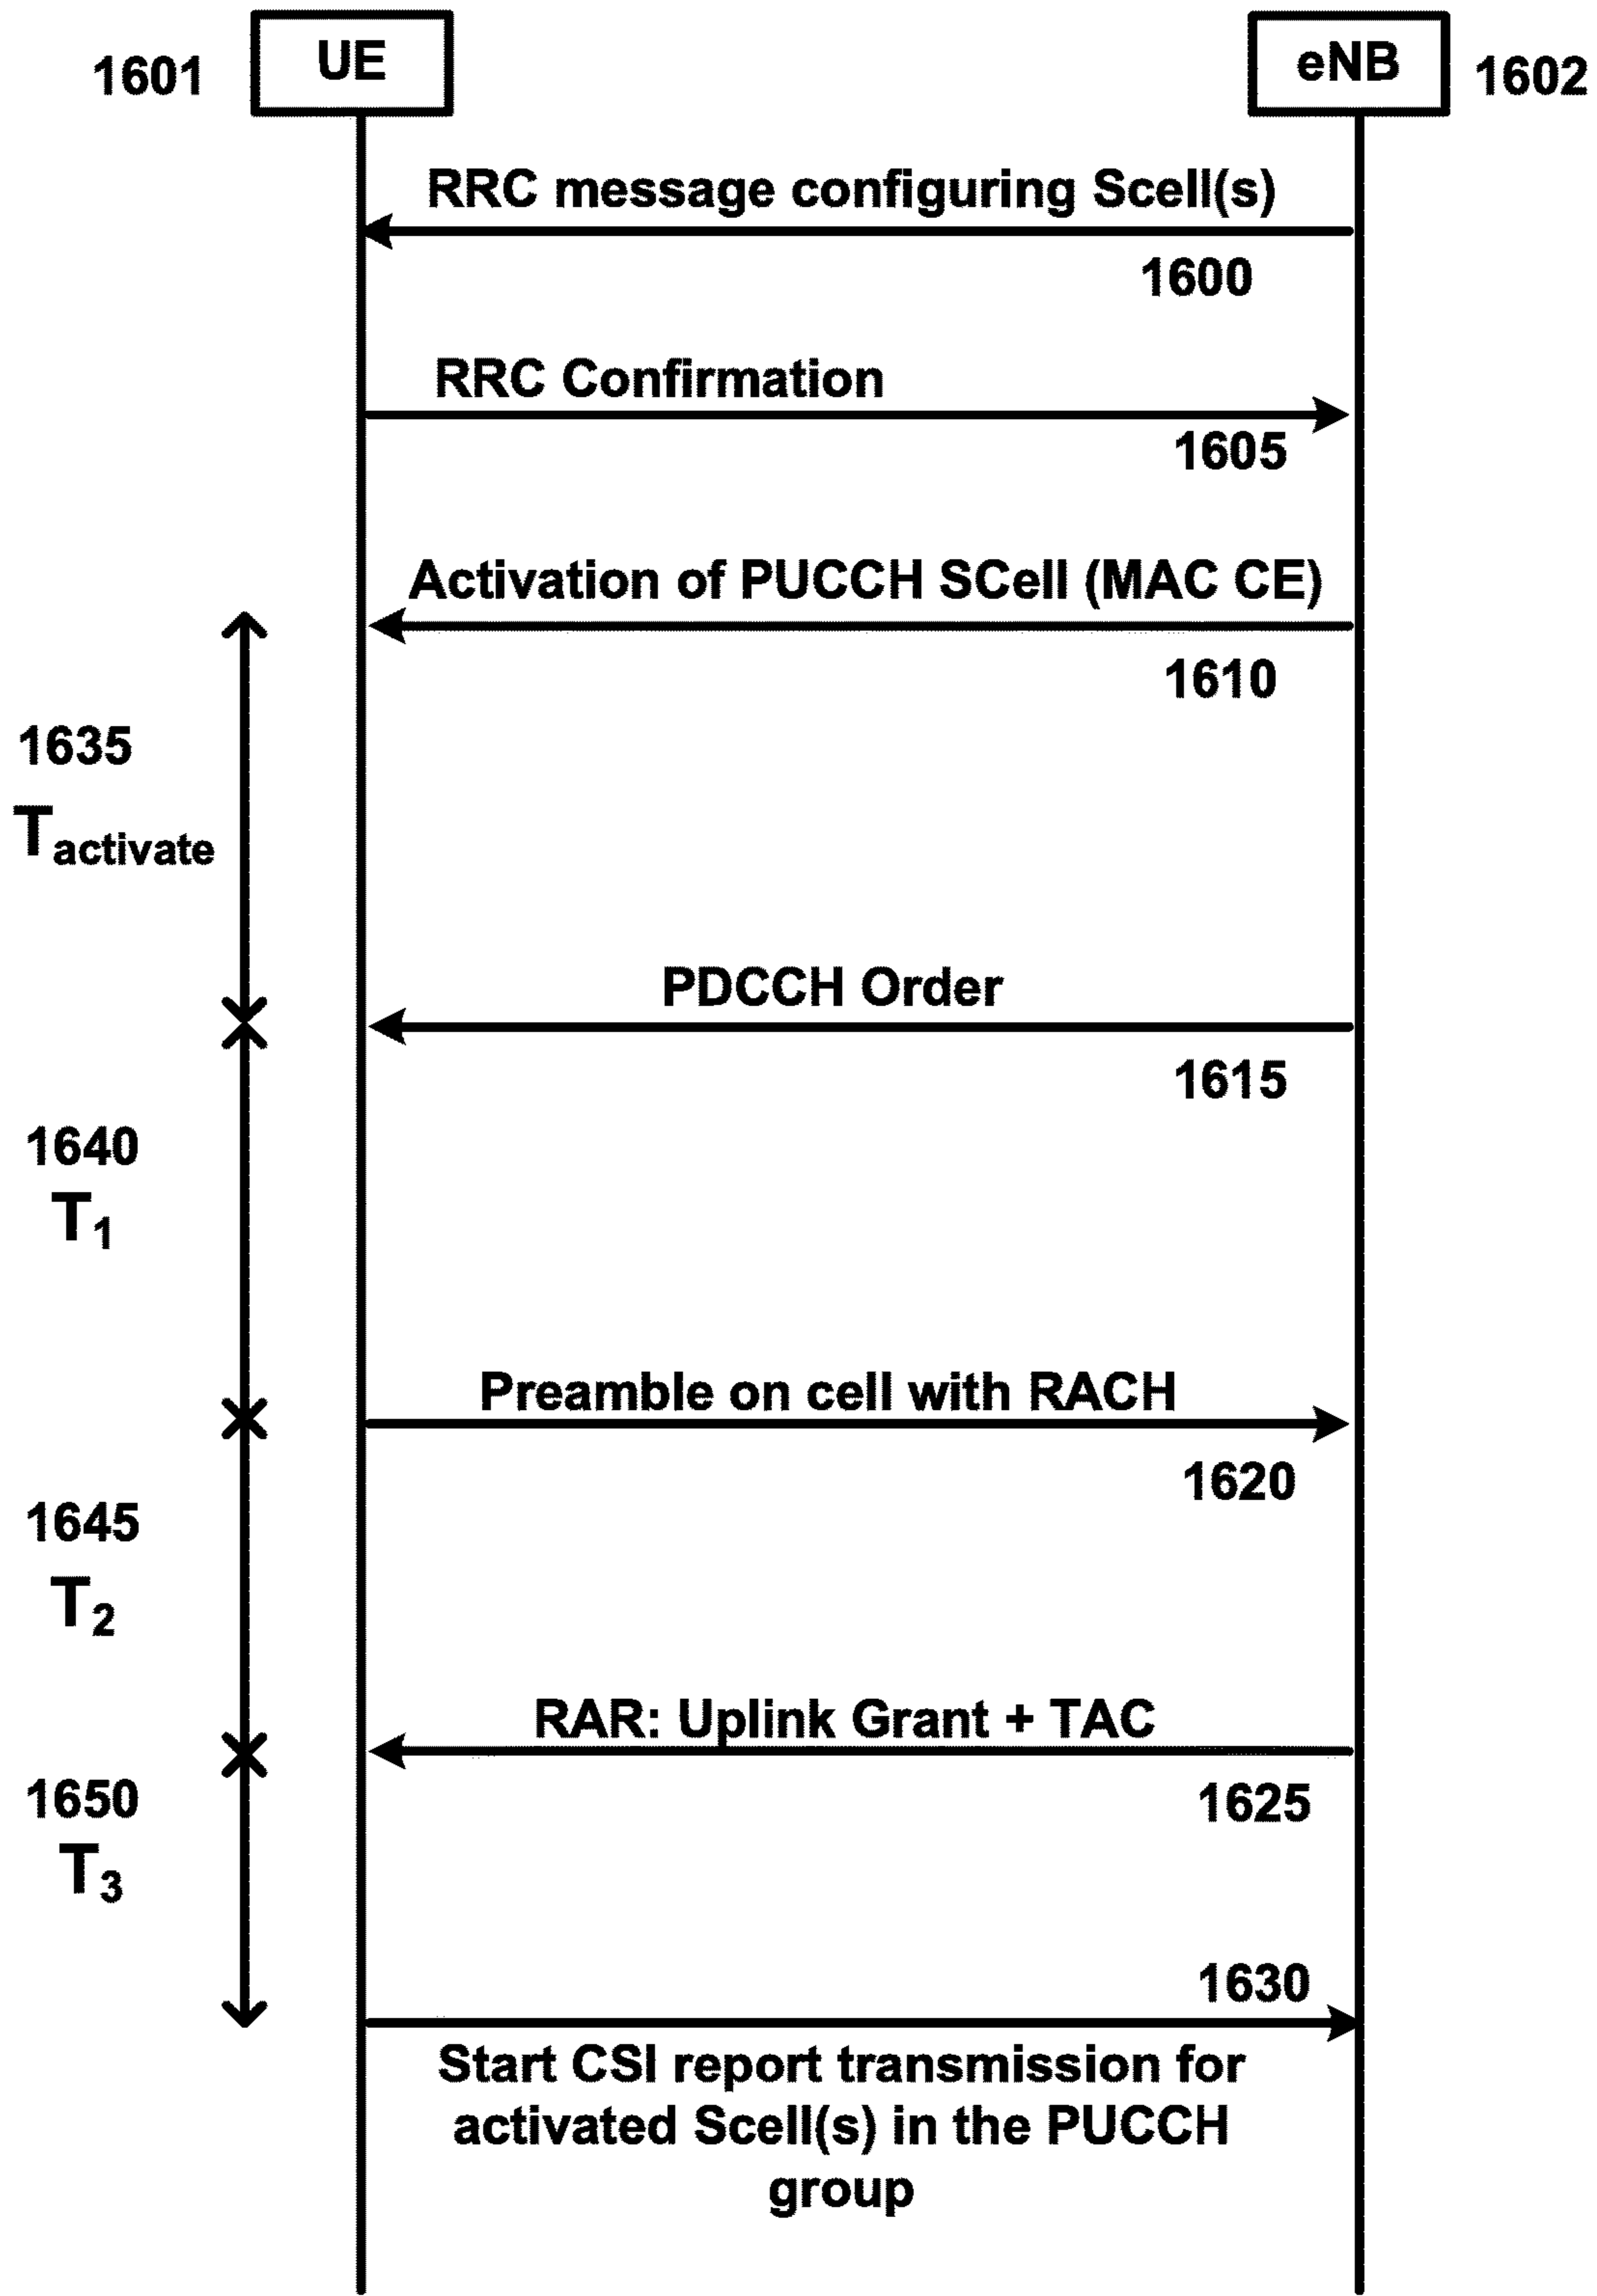 1601
UE
eNB
1602
RRC message configuring Scell(s)
1600
RRC Confirmation
1605
Activation of PUCCH SCell (MAC CE)
1610
1635
Tactivate
PDCCH Order
1615
1640
T1
Preamble on cell with RACH
1620
1645
T2
RAR: Uplink Grant + TAC
1625
1650
T3
1630
Start CSI report transmission for
activated Scell(s) in the PUCCH
group